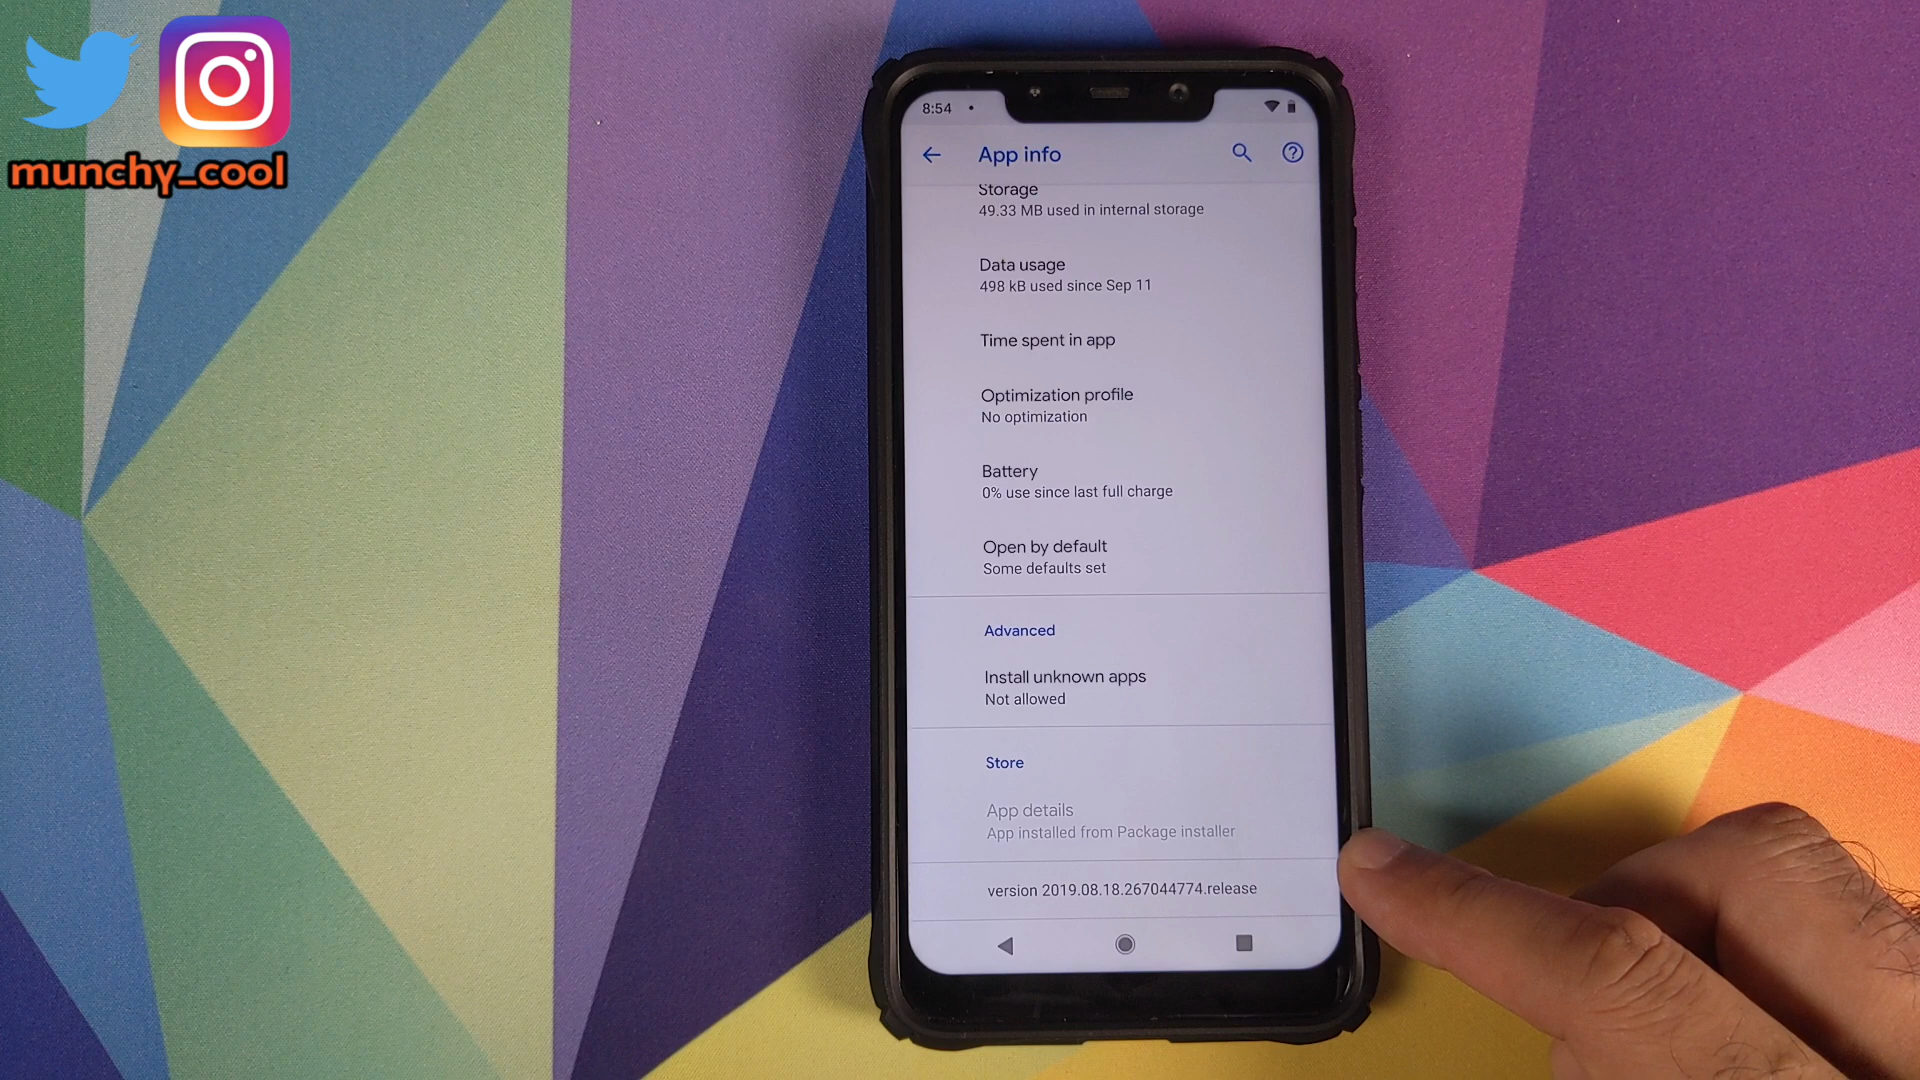 munchy_cool
8:54
App info
Storage
49.33 MB used in internal storage
Data usage
498 kB used since Sep 11
Time spent in app
Optimization profile
No optimization
Battery
0% use since last full charge
Open by default
Some defaults set
Advanced
Install unknown apps
Not allowed
Store
App details
App installed from Package installer
version 2019.08.18.267044774.release